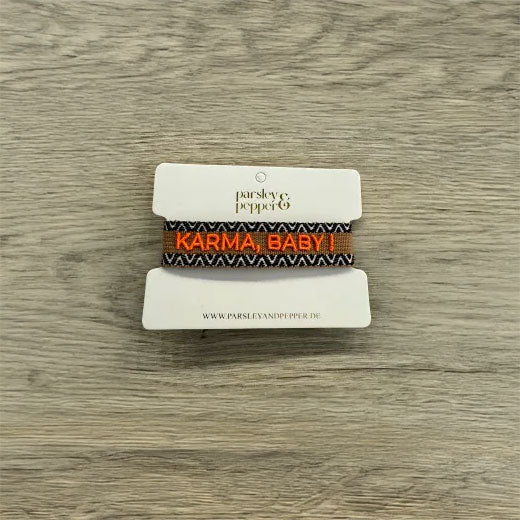 parsley &
pepper
KARMA, BABY!
WWW.PARSLEYANDPEPPER.DE